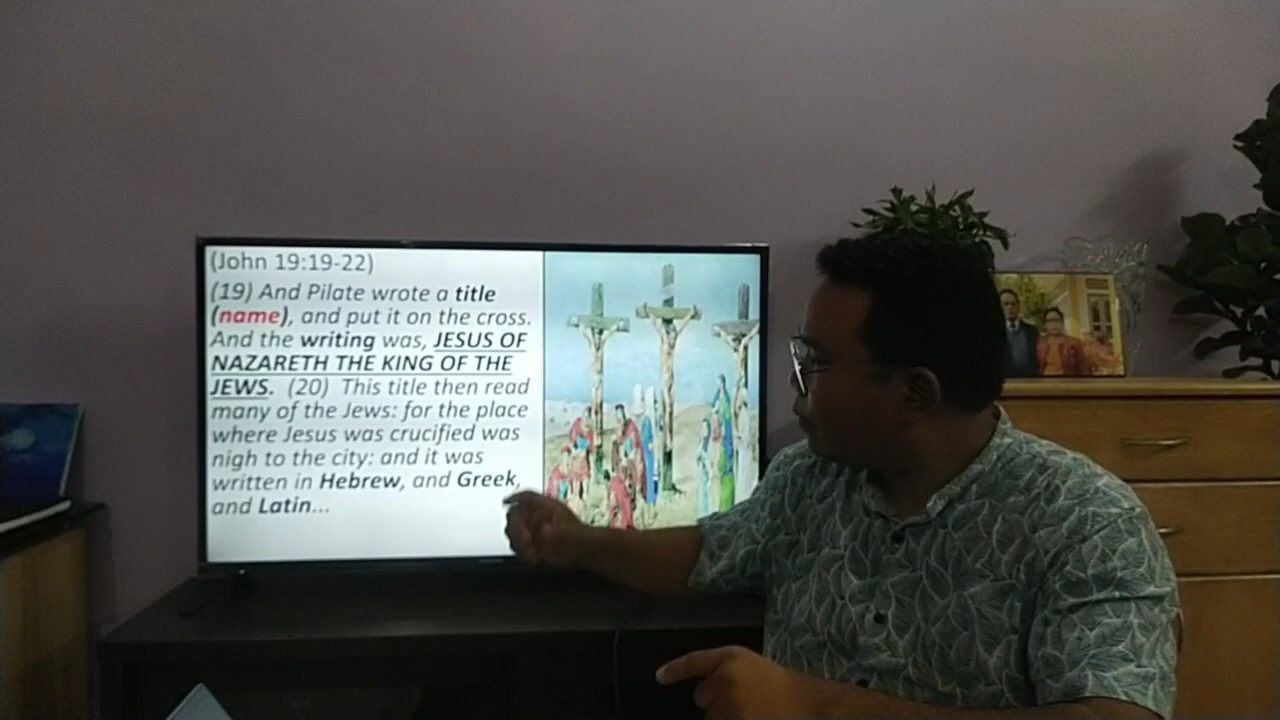 (John 19:19-22)
(19) And Pilate wrote a title
(name), and put it on the cross.
And the writing was, JESUS OF
NAZARETH THE KING OF THE
JEWS. (20) This title then read
many of the Jews: for the place
where Jesus was crucified was
nigh to the city: and it was
written in Hebrew, and Greek,
and Latin...